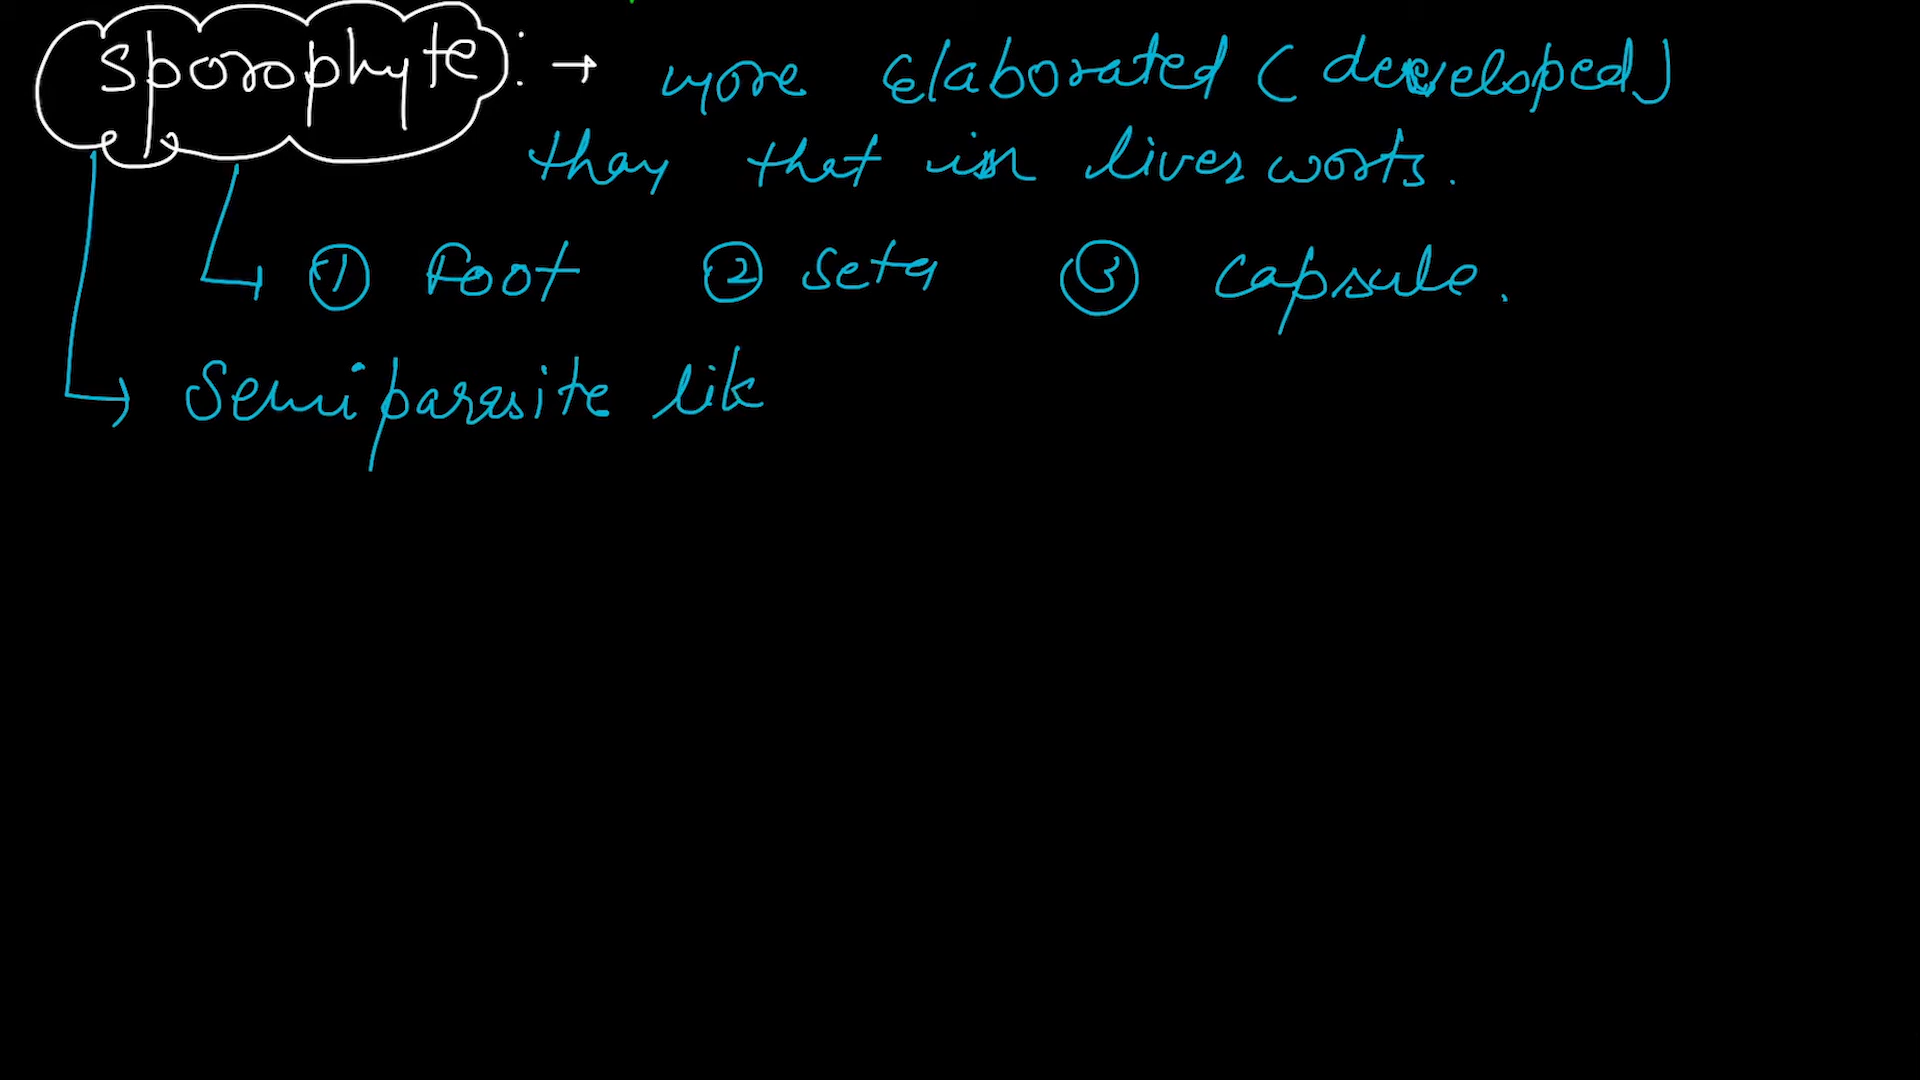 Sporophyte : → more elaborated (developed)
than that in liverworts.
① Foot ② Seta ③ Capsule.
Semiparasite lik